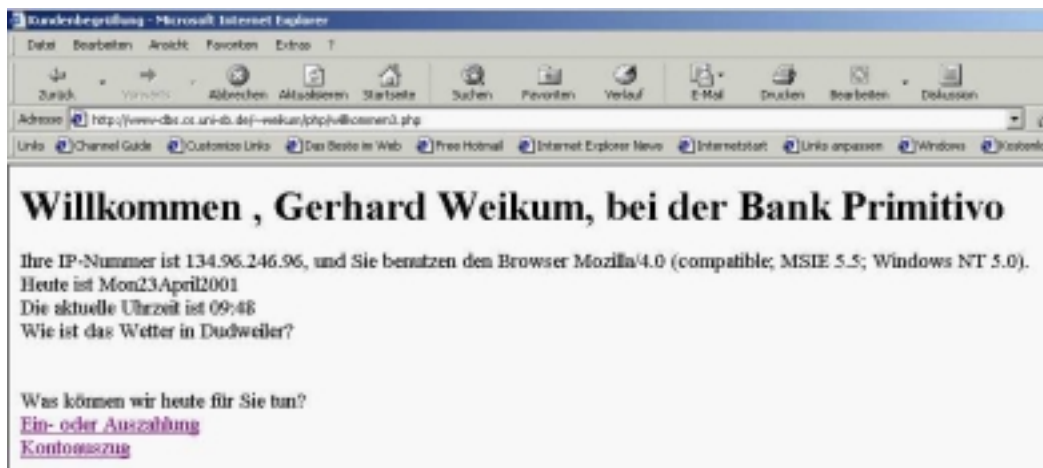 Kundenbegrüßung - Microsoft Internet Explorer
Datei Bearbeiten Ansicht Favoriten Extras ?
Zurück Vorwärts Abbrechen Aktualisieren Startseite Suchen Favoriten Verlauf E-Mail Drucken Bearbeiten Diskussion
Adresse http://www-dbs.cs.uni-sb.de/~weikum/php/willkommen3.php
Links Channel Guide Customize Links Das Beste im Web Free Hotmail Internet Explorer News Internetstart Links anpassen Windows
Willkommen , Gerhard Weikum, bei der Bank Primitivo
Ihre IP-Nummer ist 134.96.246.96, und Sie benutzen den Browser Mozilla/4.0 (compatible; MSIE 5.5; Windows NT 5.0).
Heute ist Mon23April2001
Die aktuelle Uhrzeit ist 09:48
Wie ist das Wetter in Dudweiler?
Was können wir heute für Sie tun?
Ein- oder Auszahlung
Kontoauszug